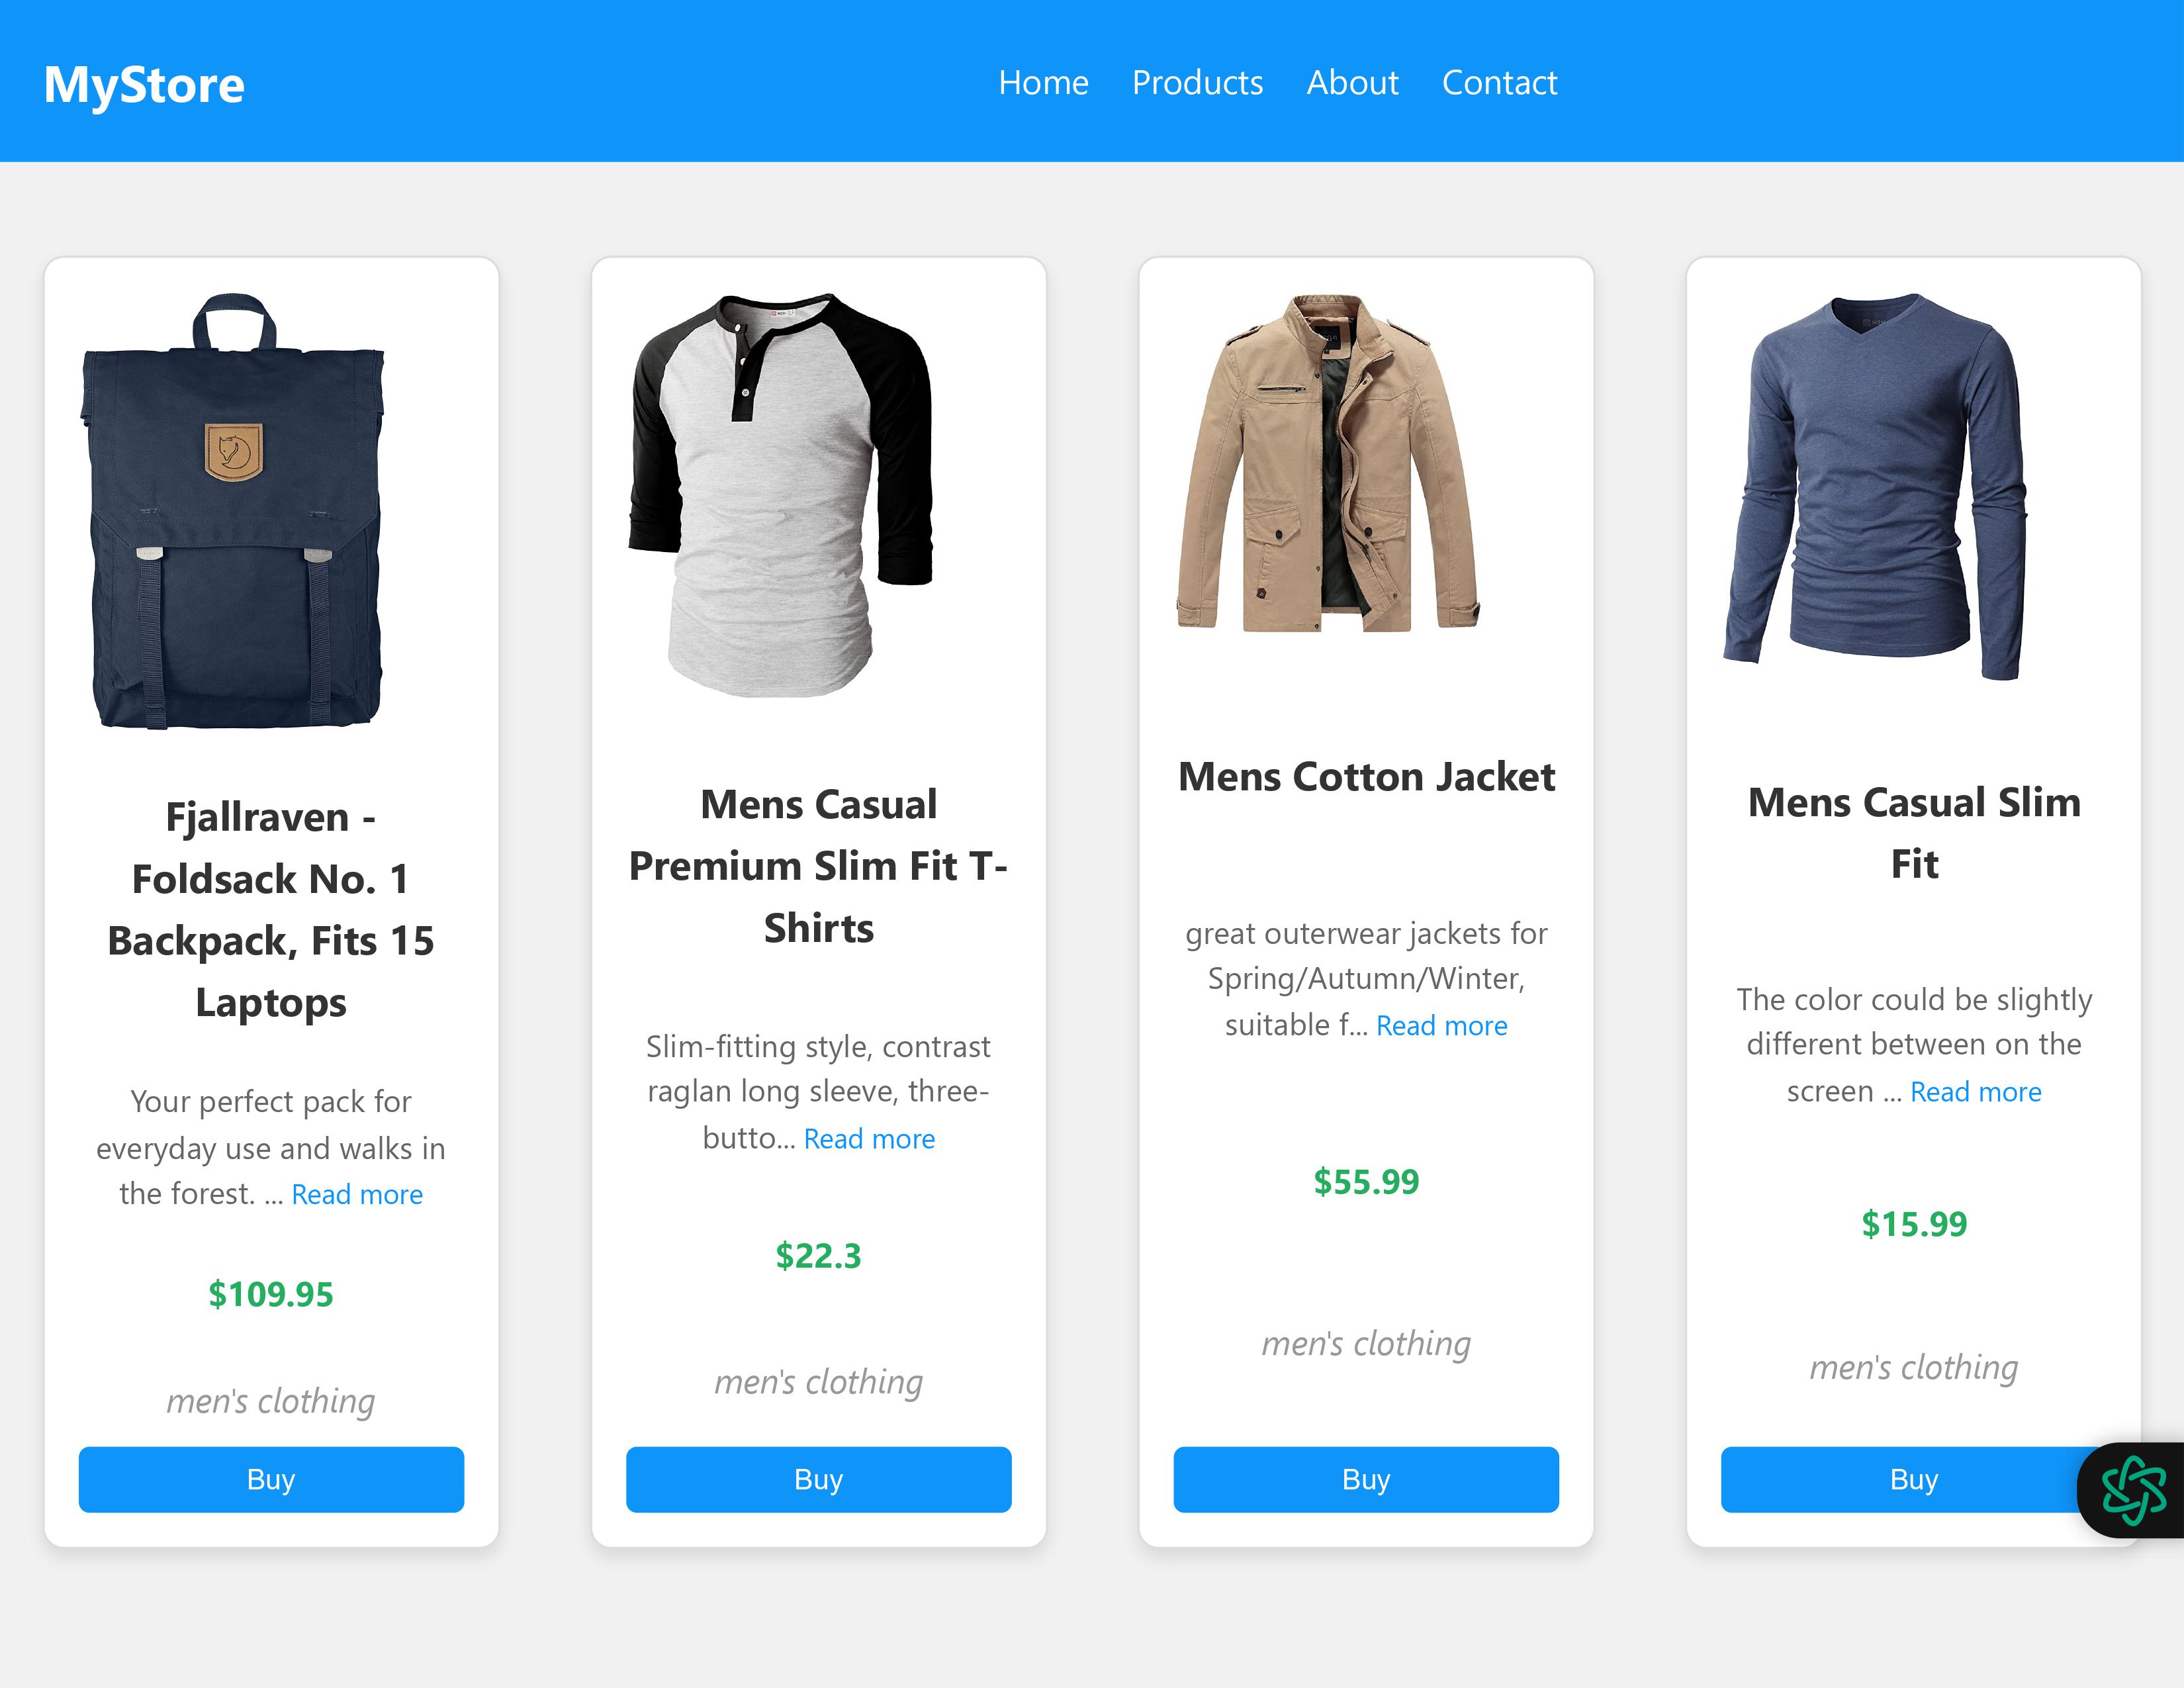 MyStore
Home Products About Contact
Fjallraven -
Foldsack No. 1
Backpack, Fits 15
Laptops
Your perfect pack for
everyday use and walks in
the forest. ... Read more
$109.95
men's clothing
Buy
Mens Casual
Premium Slim Fit T-
Shirts
Slim-fitting style, contrast
raglan long sleeve, three-
butto... Read more
$22.3
men's clothing
Buy
Mens Cotton Jacket
great outerwear jackets for
Spring/Autumn/Winter,
suitable f... Read more
$55.99
men's clothing
Buy
Mens Casual Slim
Fit
The color could be slightly
different between on the
screen ... Read more
$15.99
men's clothing
Buy